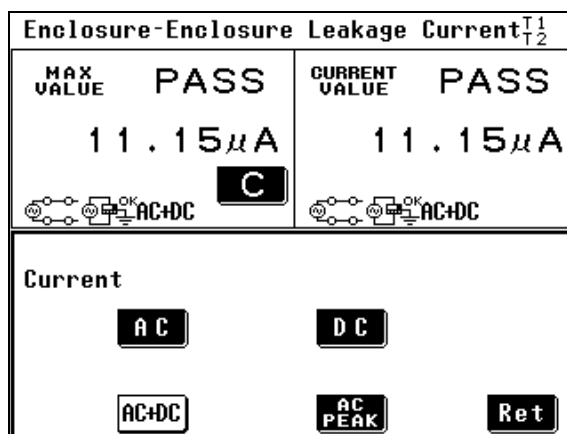 Enclosure-Enclosure Leakage Current T1 T2
MAX VALUE PASS
11.15μA
C
OK AC+DC
CURRENT VALUE PASS
11.15μA
OK AC+DC
Current
AC
DC
AC+DC
AC PEAK
Ret